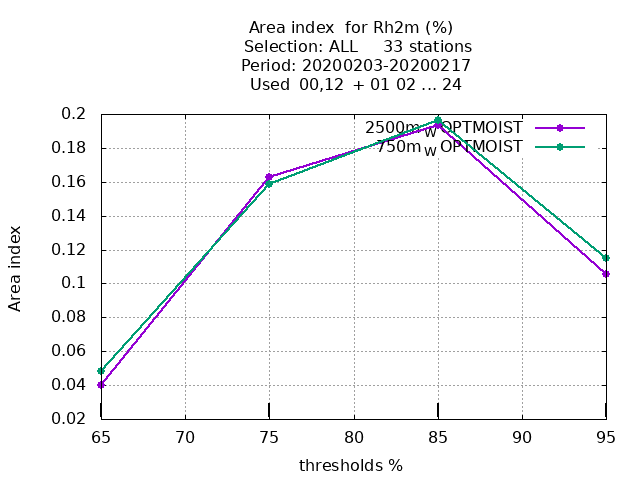 Area index  for Rh2m (%)
Selection: ALL     33 stations
Period: 20200203-20200217
Used  00,12  + 01 02 ... 24
2500m_W OPTMOIST
750m_W OPTMOIST
0.2
0.18
0.16
0.14
0.12
0.1
0.08
0.06
0.04
0.02
Area index
65 70 75 80 85 90 95
thresholds %